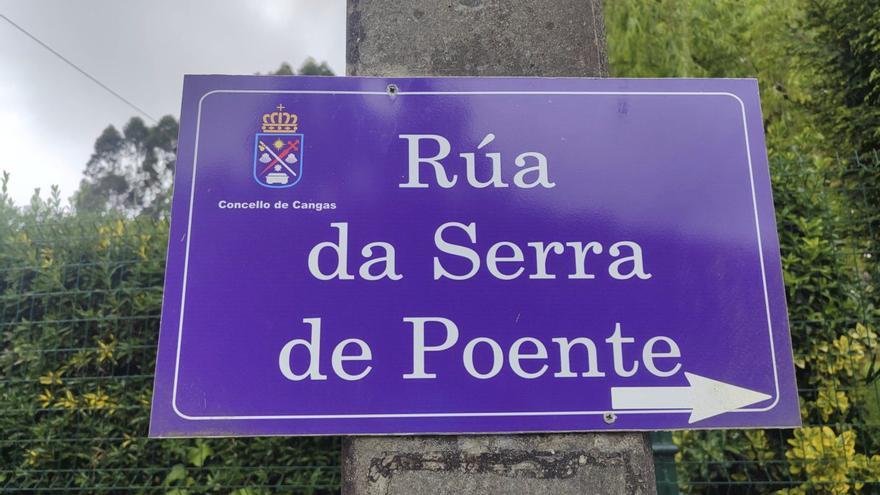 Concello de Cangas
Rúa
da Serra
de Poente